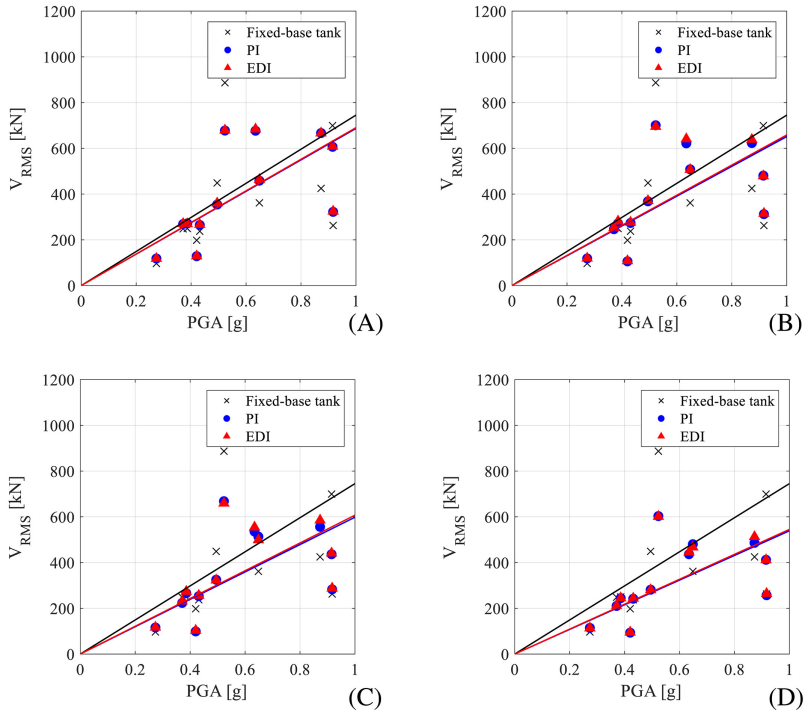 1200
1000
800
600
400
200
0
V_RMS [kN]
Fixed-base tank
PI
EDI
0 0.2 0.4 0.6 0.8 1
PGA [g]
(A)
1200
1000
800
600
400
200
0
V_RMS [kN]
Fixed-base tank
PI
EDI
0 0.2 0.4 0.6 0.8 1
PGA [g]
(B)
1200
1000
800
600
400
200
0
V_RMS [kN]
Fixed-base tank
PI
EDI
0 0.2 0.4 0.6 0.8 1
PGA [g]
(C)
1200
1000
800
600
400
200
0
V_RMS [kN]
Fixed-base tank
PI
EDI
0 0.2 0.4 0.6 0.8 1
PGA [g]
(D)